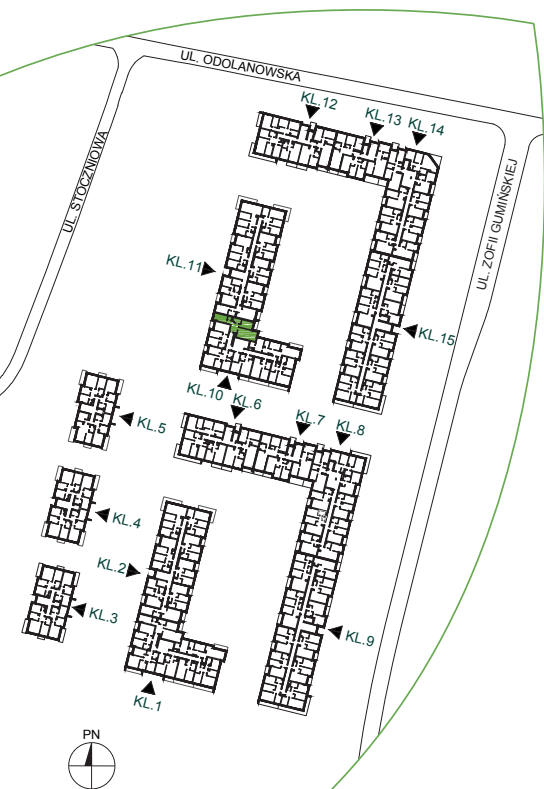 UL. ODOLANOWSKA
UL. STOCZNIOWA
UL. ZOFII GUMIŃSKIEJ
KL.12
KL.13
KL.14
KL.11
KL.15
KL.10
KL.6
KL.7
KL.8
KL.5
KL.4
KL.2
KL.3
KL.9
KL.1
PN